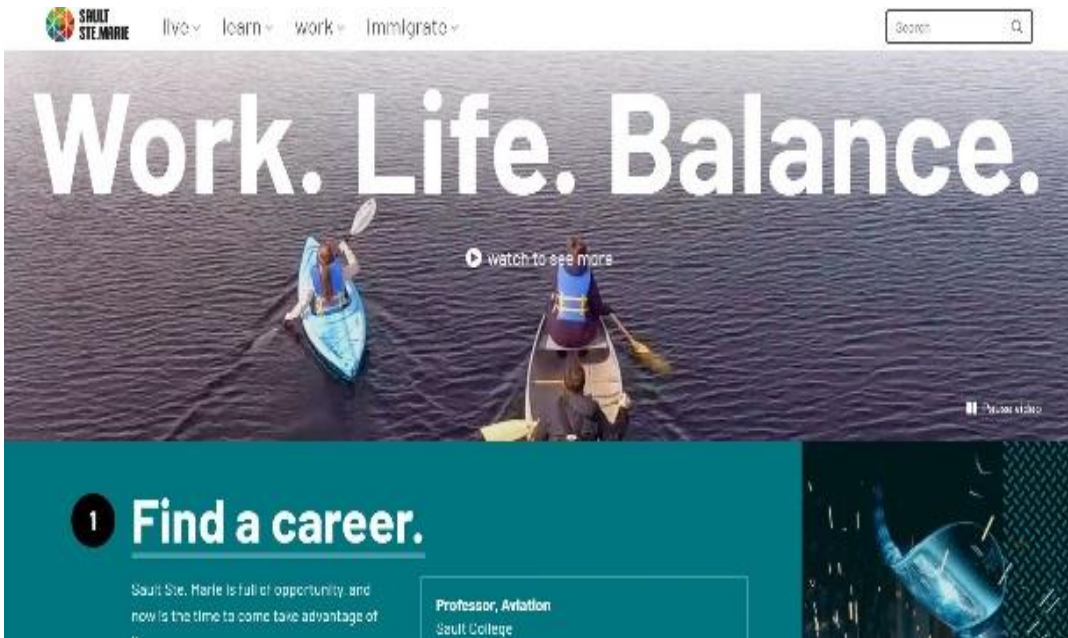 SAULT
STE.MARIE
live
learn
work
immigrate
Search
Work. Life. Balance.
watch to see more
Pause video
1
Find a career.
Sault Ste. Marie is full of opportunity, and
now is the time to come take advantage of
Professor, Aviation
Sault College